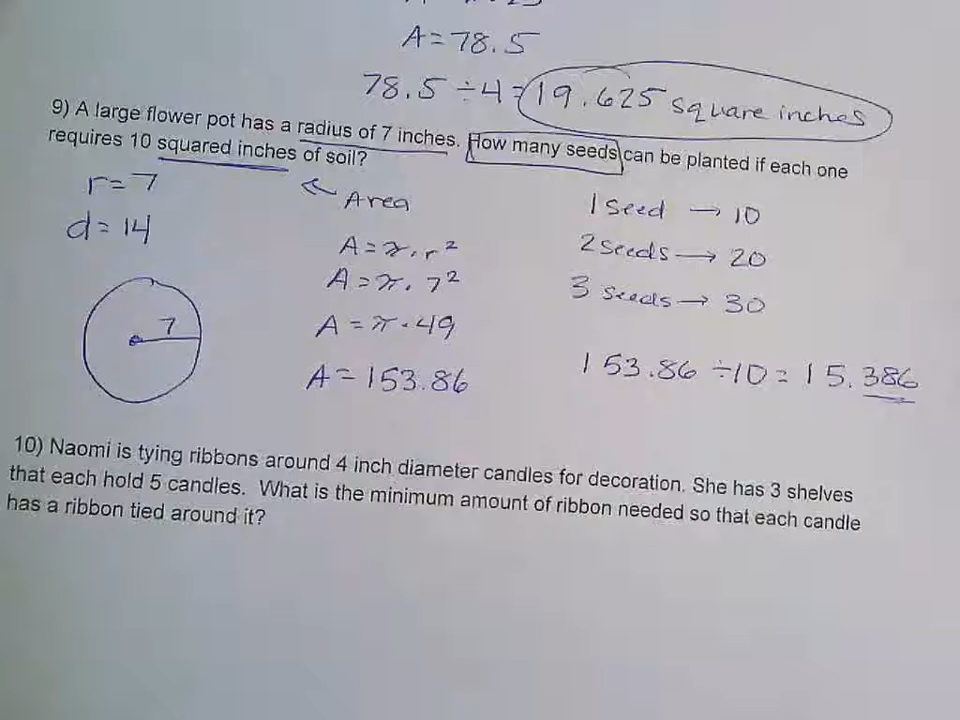 A = 78.5
78.5 ÷ 4 = 19.625 square inches
9) A large flower pot has a radius of 7 inches. How many seeds can be planted if each one
requires 10 squared inches of soil?
r = 7
d = 14
7
← Area
A = π · r²
A = π · 7²
A = π · 49
A = 153.86
1 seed → 10
2 seeds → 20
3 seeds → 30
153.86 ÷ 10 = 15.386
10) Naomi is tying ribbons around 4 inch diameter candles for decoration. She has 3 shelves
that each hold 5 candles. What is the minimum amount of ribbon needed so that each candle
has a ribbon tied around it?